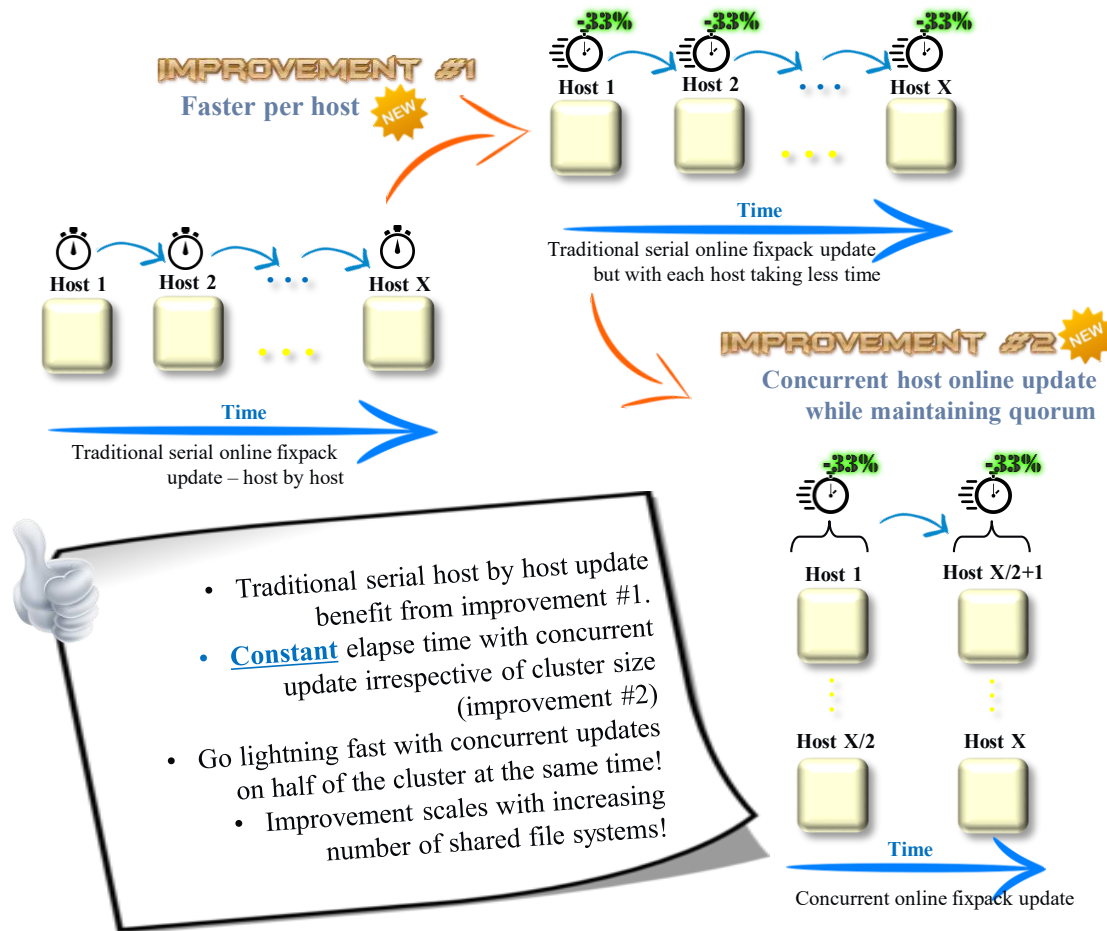 IMPROVEMENT #1
Faster per host
NEW
Host 1
Host 2
• • •
Host X
• • •
Time
Traditional serial online fixpack
update – host by host
-33%
-33%
-33%
Host 1
Host 2
• • •
Host X
• • •
Time
Traditional serial online fixpack update
but with each host taking less time
IMPROVEMENT #2
NEW
Concurrent host online update
while maintaining quorum
-33%
-33%
Host 1
Host X/2+1
Host X/2
Host X
Time
Concurrent online fixpack update
• Traditional serial host by host update
benefit from improvement #1.
• Constant elapse time with concurrent
update irrespective of cluster size
(improvement #2)
• Go lightning fast with concurrent updates
on half of the cluster at the same time!
• Improvement scales with increasing
number of shared file systems!